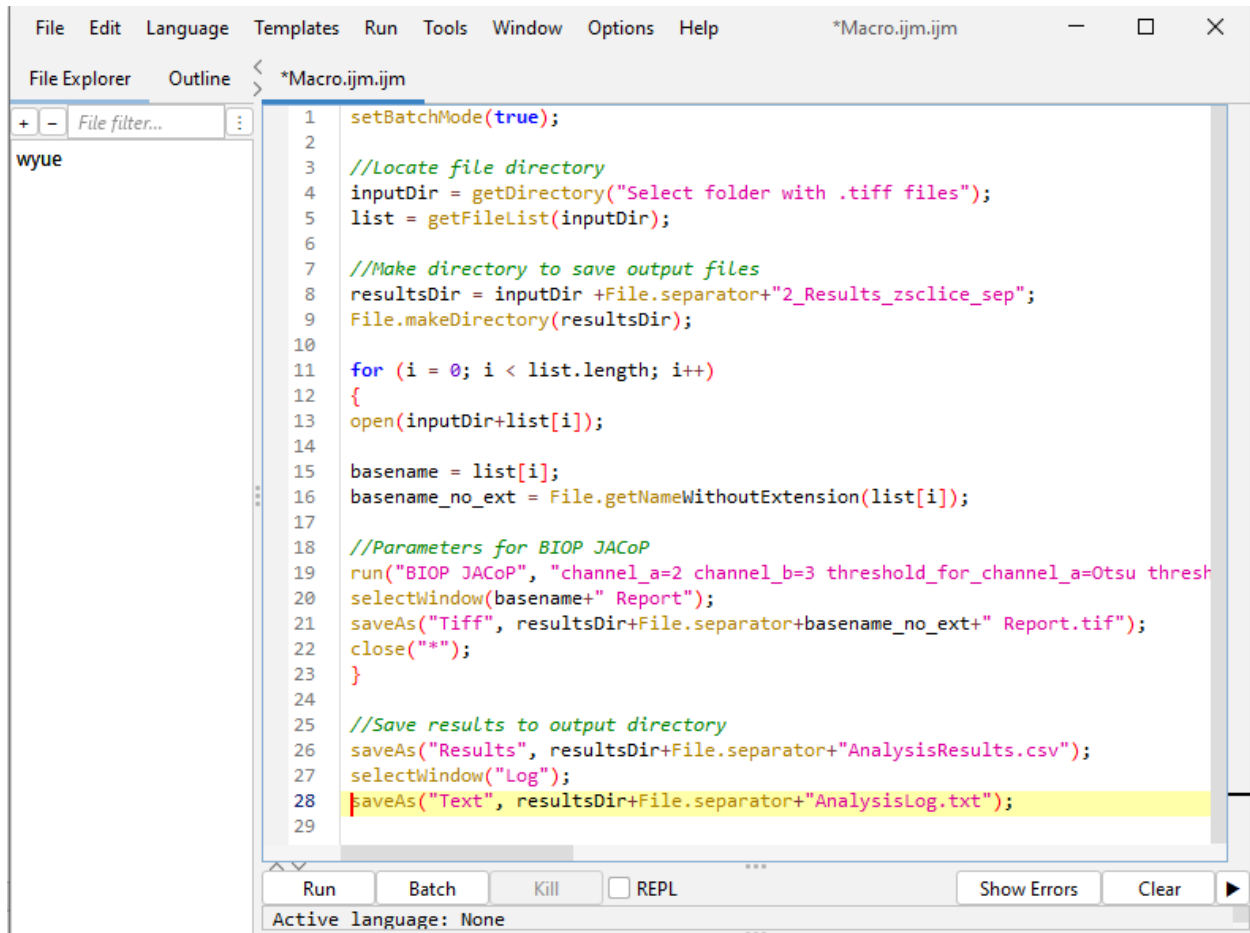 File Edit Language Templates Run Tools Window Options Help *Macro.ijm.ijm
File Explorer Outline *Macro.ijm.ijm
+ - File filter...
wyue
1 setBatchMode(true);
2
3 //Locate file directory
4 inputDir = getDirectory("Select folder with .tiff files");
5 list = getFileList(inputDir);
6
7 //Make directory to save output files
8 resultsDir = inputDir +File.separator+"2_Results_zsclice_sep";
9 File.makeDirectory(resultsDir);
10
11 for (i = 0; i < list.length; i++)
12 {
13 open(inputDir+list[i]);
14
15 basename = list[i];
16 basename_no_ext = File.getNameWithoutExtension(list[i]);
17
18 //Parameters for BIOP JACoP
19 run("BIOP JACoP", "channel_a=2 channel_b=3 threshold_for_channel_a=Otsu thresh
20 selectWindow(basename+" Report");
21 saveAs("Tiff", resultsDir+File.separator+basename_no_ext+" Report.tif");
22 close("*");
23 }
24
25 //Save results to output directory
26 saveAs("Results", resultsDir+File.separator+"AnalysisResults.csv");
27 selectWindow("Log");
28 saveAs("Text", resultsDir+File.separator+"AnalysisLog.txt");
29
Run Batch Kill REPL Show Errors Clear
Active language: None